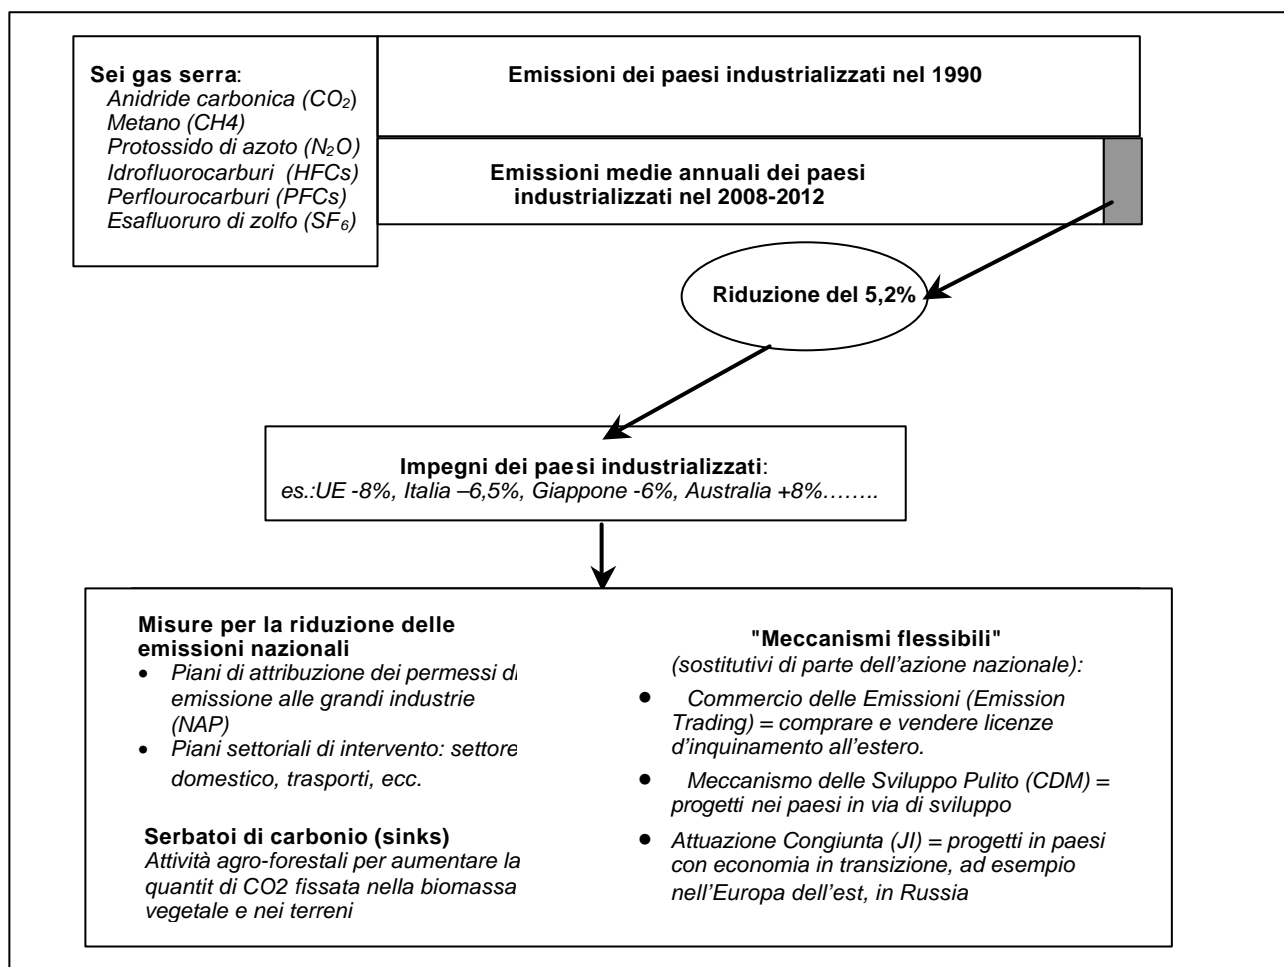 Sei gas serra:
Anidride carbonica (CO₂)
Metano (CH4)
Protossido di azoto (N₂O)
Idrofluorocarburi (HFCs)
Perflourocarburi (PFCs)
Esafluoruro di zolfo (SF₆)
Emissioni dei paesi industrializzati nel 1990
Emissioni medie annuali dei paesi
industrializzati nel 2008-2012
Riduzione del 5,2%
Impegni dei paesi industrializzati:
es.:UE -8%, Italia –6,5%, Giappone -6%, Australia +8%……..
Misure per la riduzione delle
emissioni nazionali
• Piani di attribuzione dei permessi di
emissione alle grandi industrie
(NAP)
• Piani settoriali di intervento: settore
domestico, trasporti, ecc.
Serbatoi di carbonio (sinks)
Attività agro-forestali per aumentare la
quantit di CO2 fissata nella biomassa
vegetale e nei terreni
"Meccanismi flessibili"
(sostitutivi di parte dell’azione nazionale):
• Commercio delle Emissioni (Emission
Trading) = comprare e vendere licenze
d’inquinamento all’estero.
• Meccanismo delle Sviluppo Pulito (CDM) =
progetti nei paesi in via di sviluppo
• Attuazione Congiunta (JI) = progetti in paesi
con economia in transizione, ad esempio
nell’Europa dell’est, in Russia